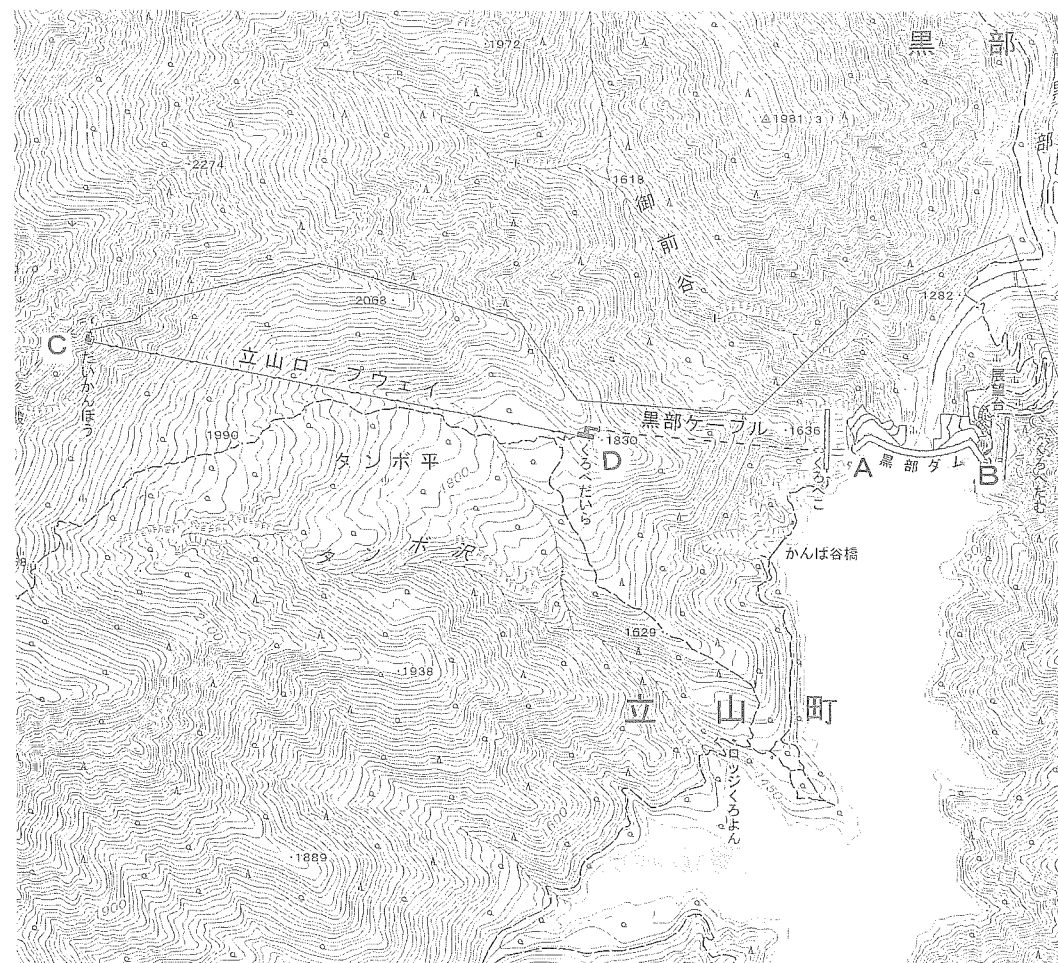 黒部
1972
1981.3
2274
部
1618
御前谷
1282
2068
C
だいかんぼう
立山ロープウェイ
展望台
黒部ケーブル
1636
1830
くろべだいら
D
くろべこ
A
黒部ダム
B
くろべだむ
1990
タンボ平
1800
タンボ沢
かんば谷橋
1629
1938
立山町
ロッジくろよん
1889
1900